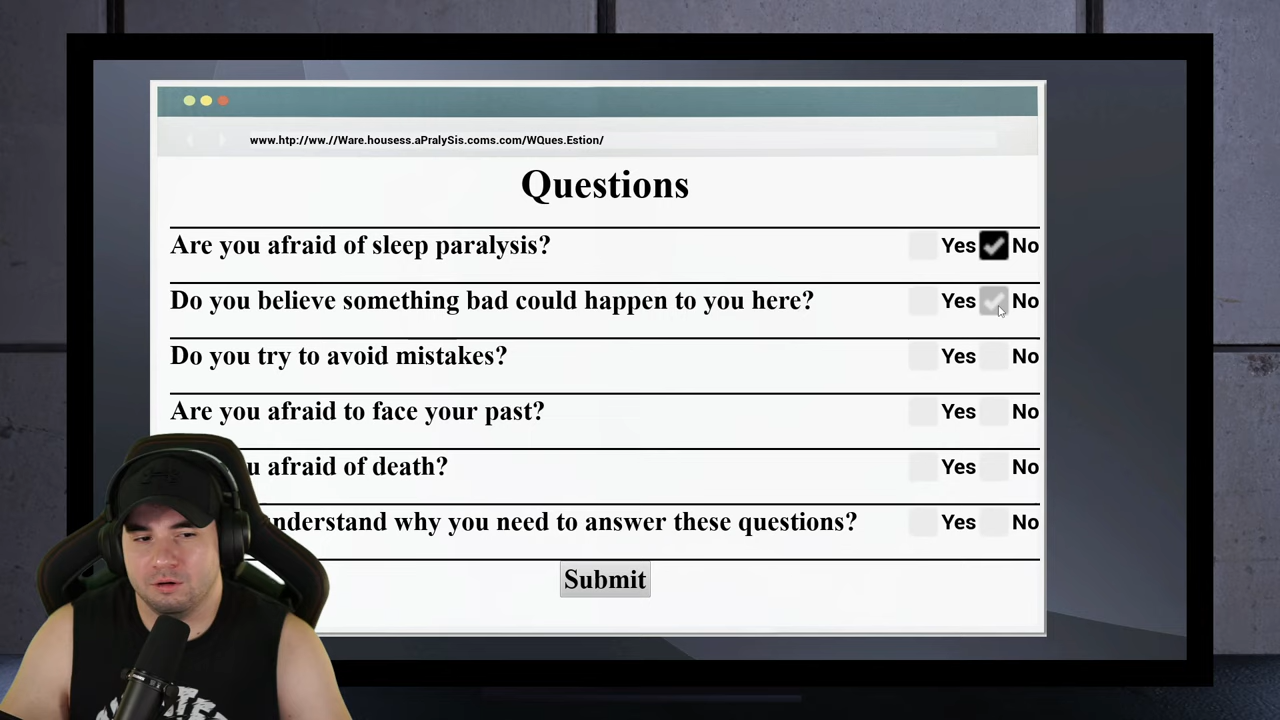 www.htp://ww.//Ware.housess.aPralySis.coms.com/WQues.Estion/
Questions
Are you afraid of sleep paralysis? Yes No
Do you believe something bad could happen to you here? Yes No
Do you try to avoid mistakes? Yes No
Are you afraid to face your past? Yes No
afraid of death? Yes No
why you need to answer these questions? Yes No
Submit